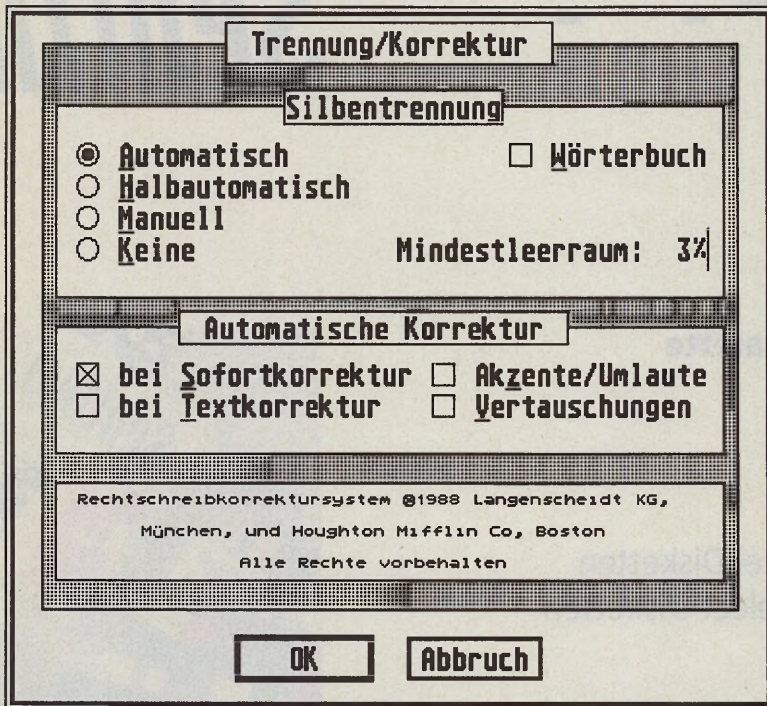 Trennung/Korrektur
Silbentrennung
Automatisch Wörterbuch
Halbautomatisch
Manuell
Keine Mindestleerraum: 3%
Automatische Korrektur
bei Sofortkorrektur Akzente/Umlaute
bei Textkorrektur Vertauschungen
Rechtschreibkorrektursystem ©1988 Langenscheidt KG,
München, und Houghton Mifflin Co, Boston
Alle Rechte vorbehalten
OK Abbruch